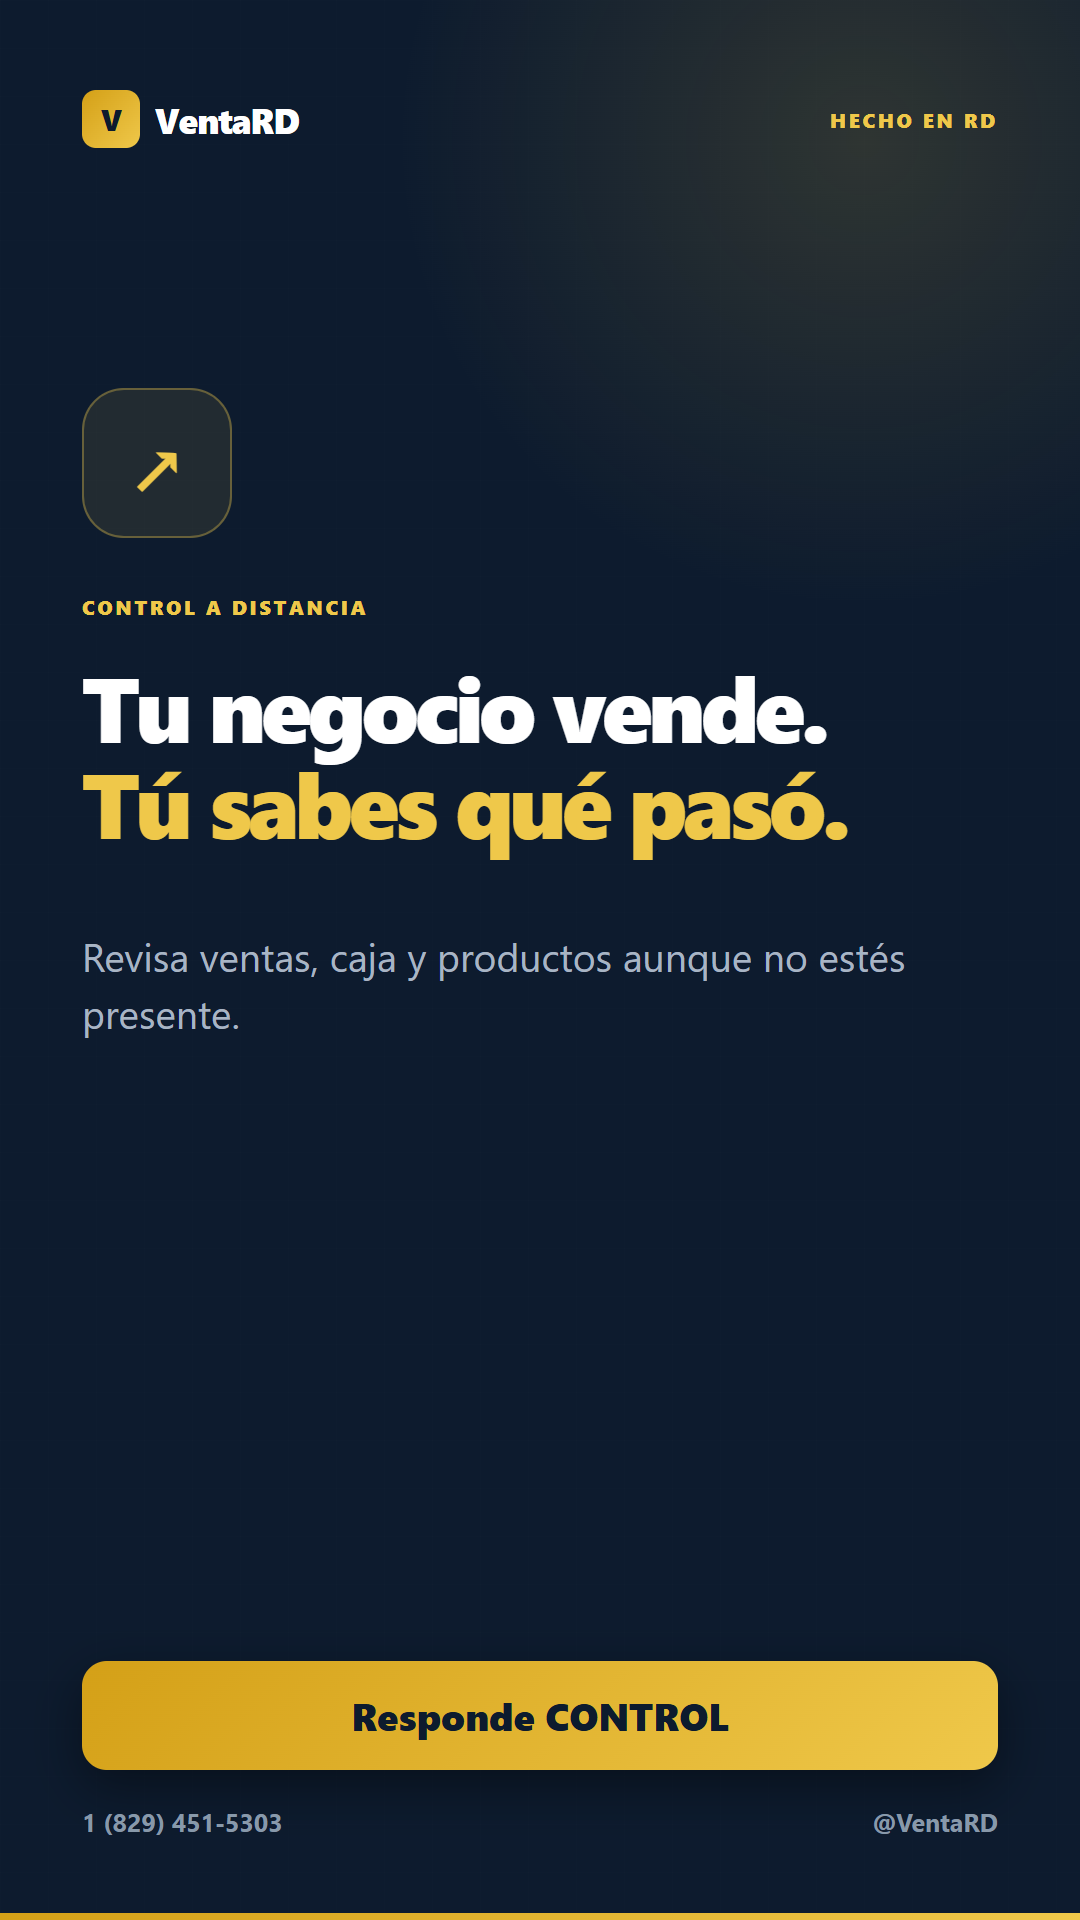 V VentaRD
HECHO EN RD
↗
CONTROL A DISTANCIA
Tu negocio vende.
Tú sabes qué pasó.
Revisa ventas, caja y productos aunque no estés
presente.
Responde CONTROL
1 (829) 451-5303
@VentaRD